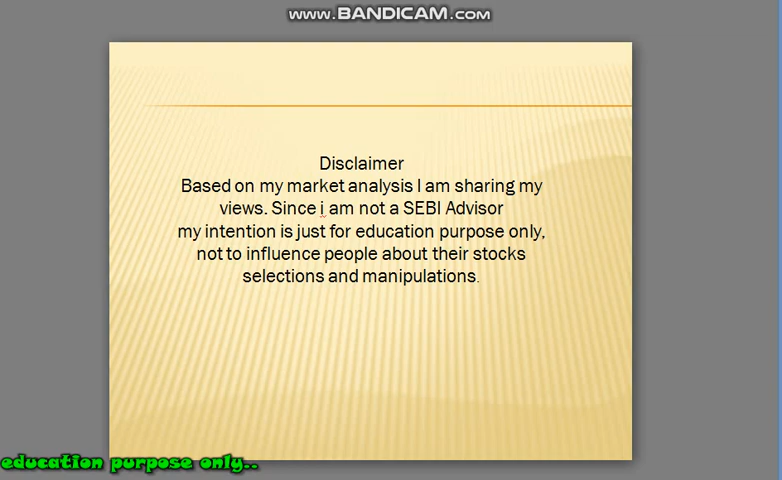 www.BANDICAM.com
Disclaimer
Based on my market analysis I am sharing my
views. Since i am not a SEBI Advisor
my intention is just for education purpose only,
not to influence people about their stocks
selections and manipulations.
education purpose only..